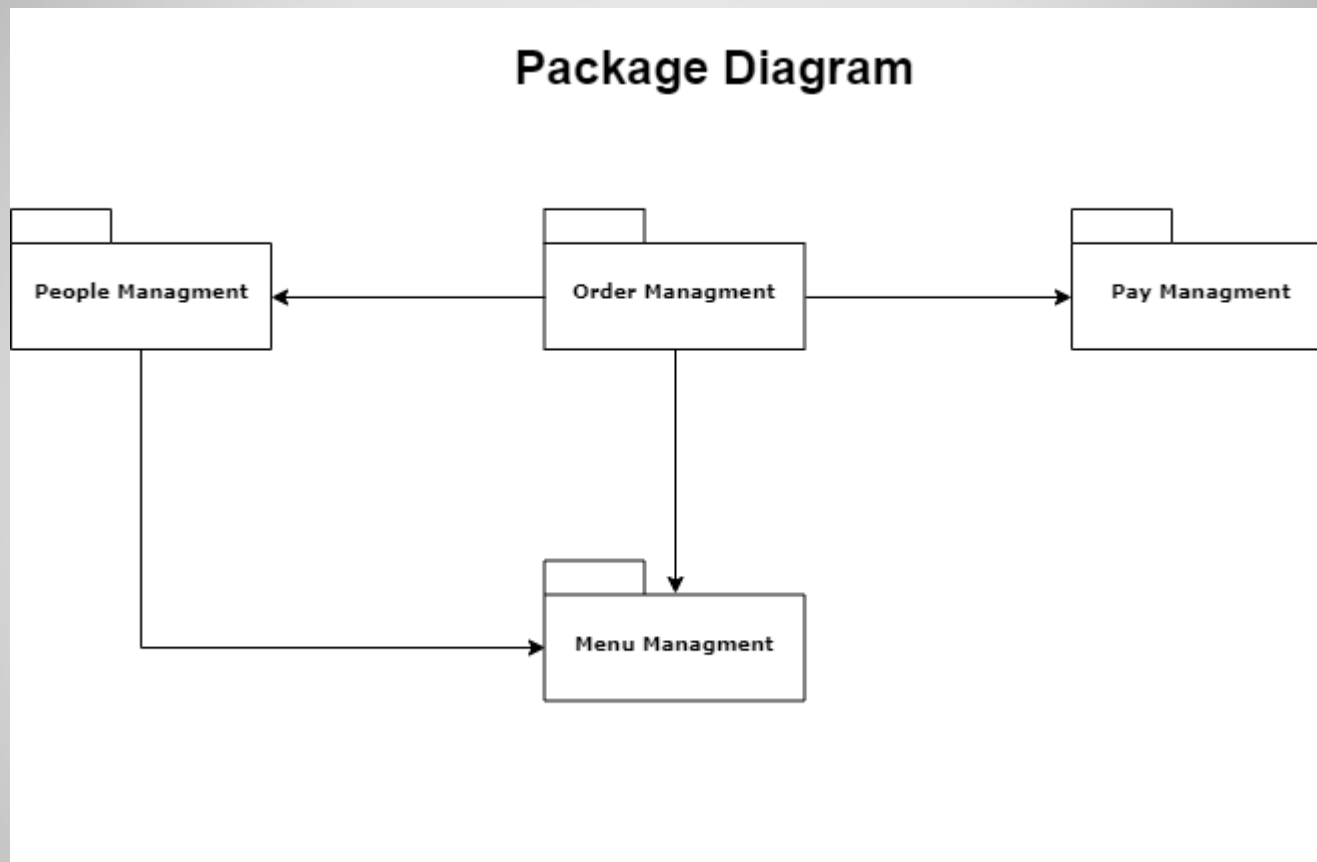 Package Diagram
People Managment
Order Managment
Pay Managment
Menu Managment